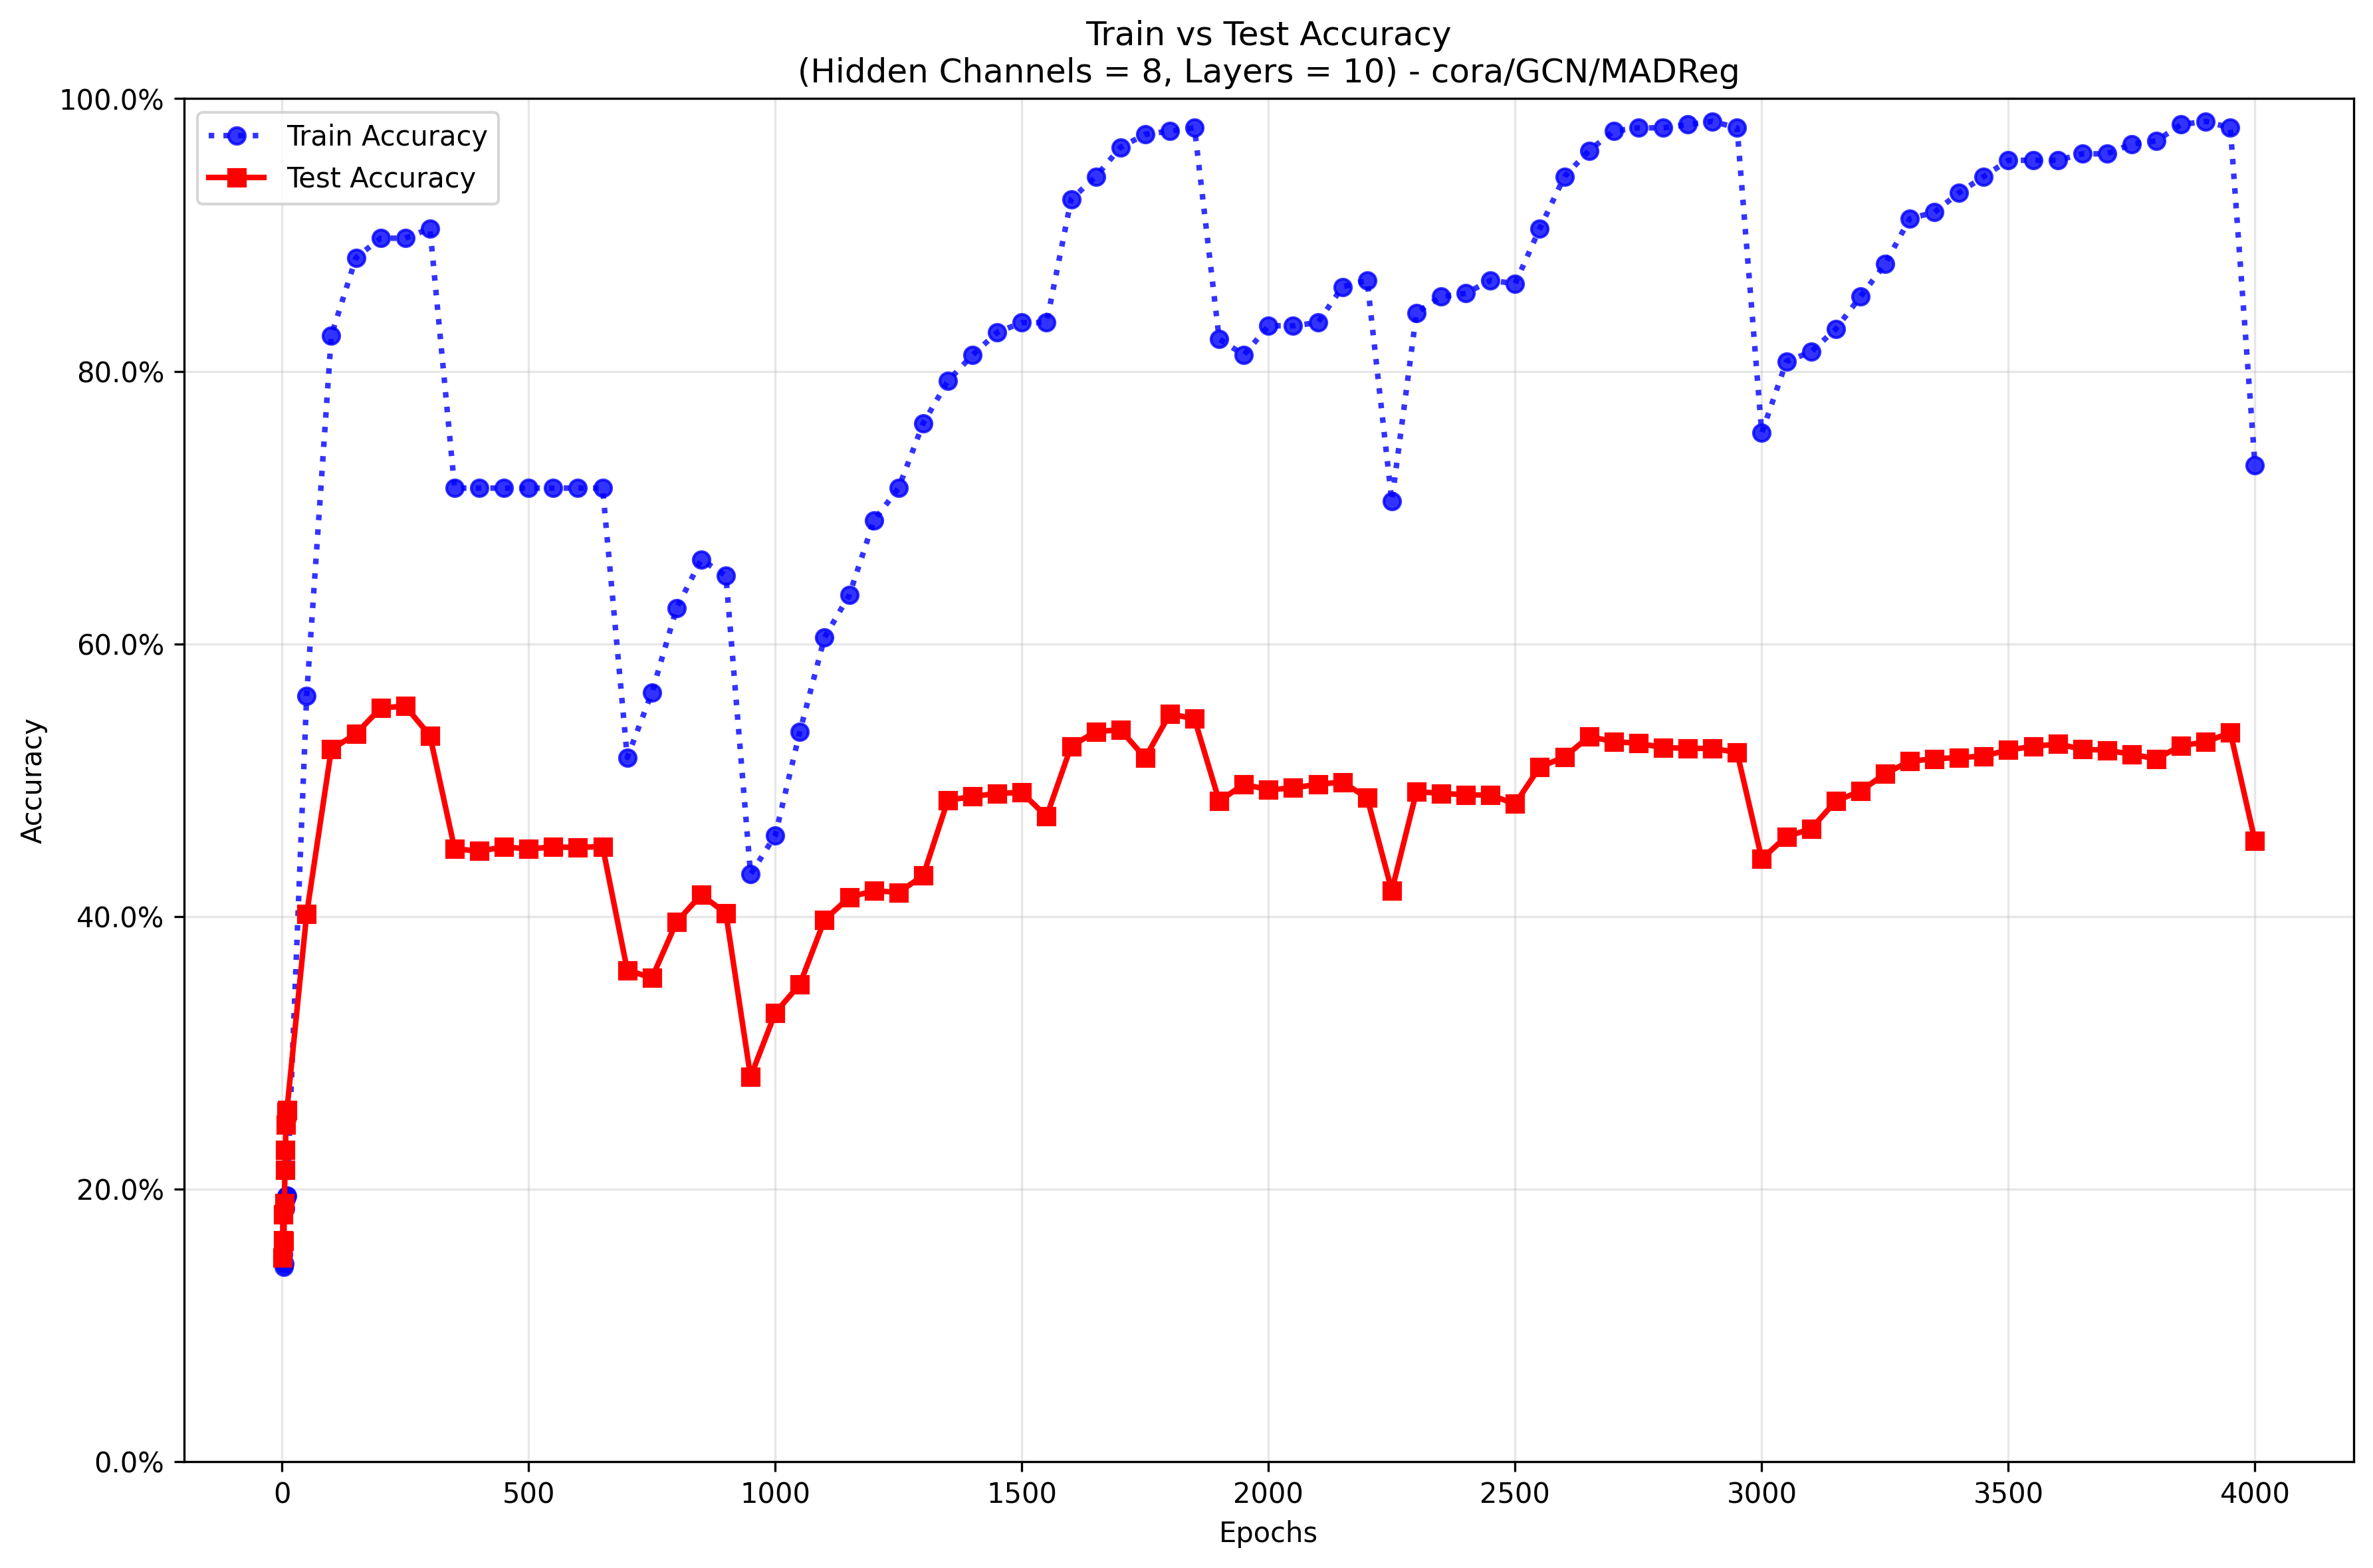 Train vs Test Accuracy
(Hidden Channels = 8, Layers = 10) - cora/GCN/MADReg
Train Accuracy
Test Accuracy
Accuracy
100.0%
80.0%
60.0%
40.0%
20.0%
0.0%
0 500 1000 1500 2000 2500 3000 3500 4000
Epochs